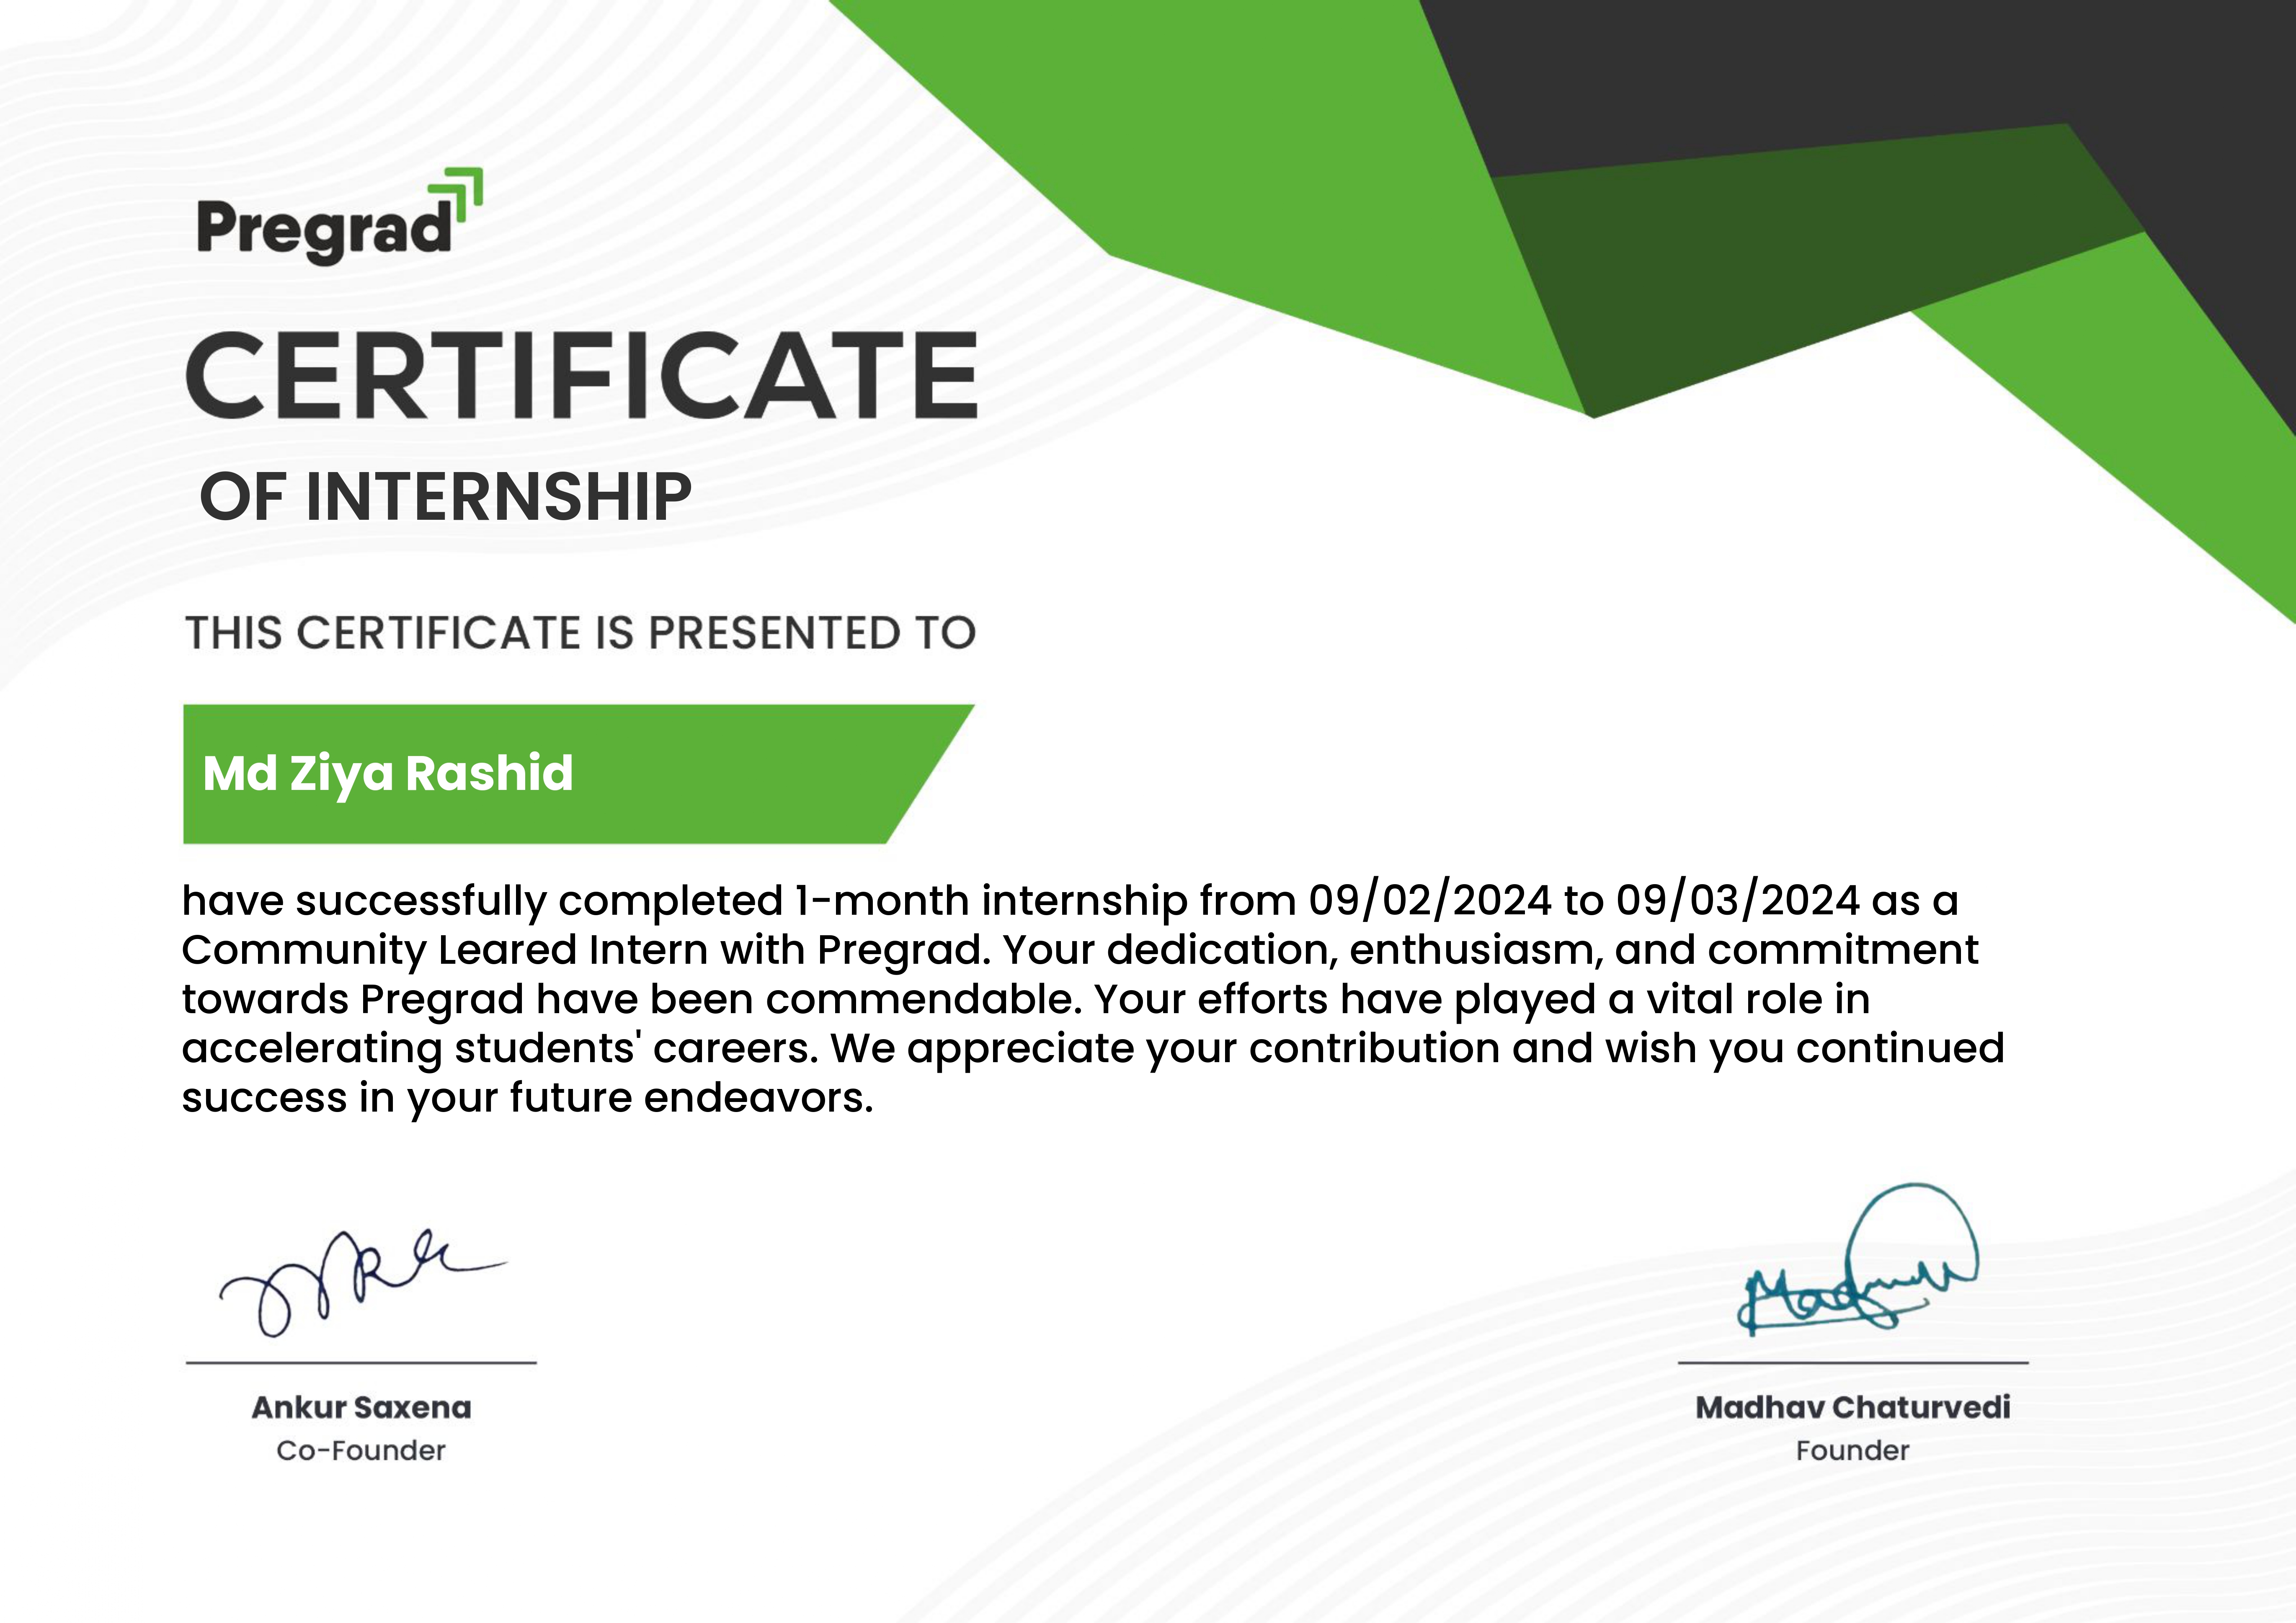 Pregrad
CERTIFICATE
OF INTERNSHIP
THIS CERTIFICATE IS PRESENTED TO
Md Ziya Rashid
have successfully completed 1-month internship from 09/02/2024 to 09/03/2024 as a
Community Leared Intern with Pregrad. Your dedication, enthusiasm, and commitment
towards Pregrad have been commendable. Your efforts have played a vital role in
accelerating students' careers. We appreciate your contribution and wish you continued
success in your future endeavors.
Ankur Saxena
Co-Founder
Madhav Chaturvedi
Founder